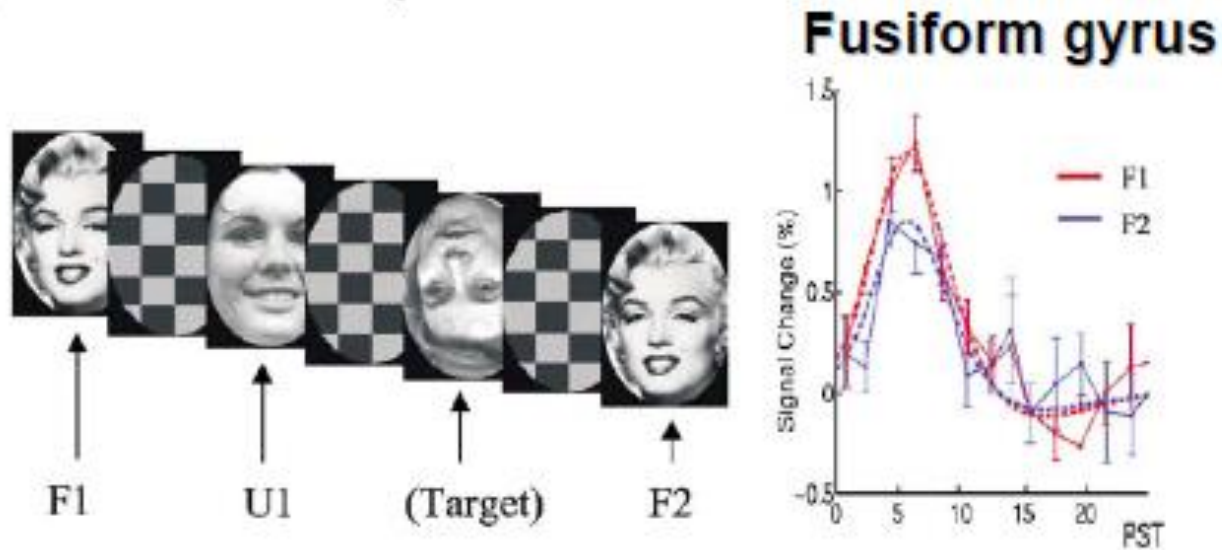 Fusiform gyrus
F1
U1
(Target)
F2
Signal Change (%)
1.5
1
0.5
0
-0.5
F1
F2
0
5
10
15
20
PST